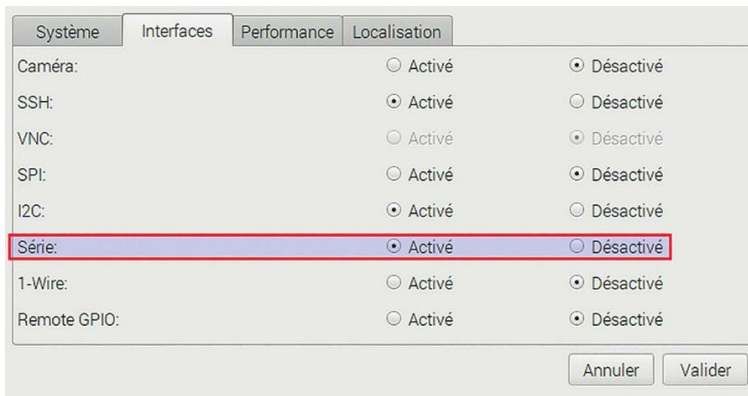 Système Interfaces Performance Localisation
Caméra: Activé Désactivé
SSH: Activé Désactivé
VNC: Activé Désactivé
SPI: Activé Désactivé
I2C: Activé Désactivé
Série: Activé Désactivé
1-Wire: Activé Désactivé
Remote GPIO: Activé Désactivé
Annuler Valider